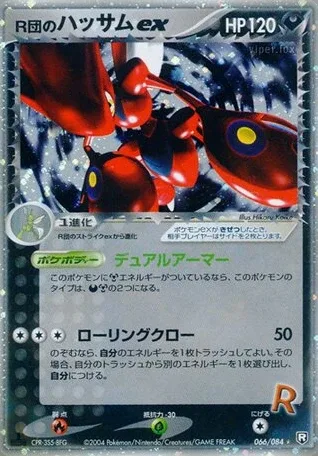 R団のハッサムex HP120
Illus. Hikaru Koike
1進化
R団のストライクexから進化
ポケモンexがきぜつしたとき、
相手プレイヤーはサイドを2枚とります。
ポケボディー デュアルアーマー
このポケモンにエネルギーがついているなら、このポケモンの
タイプは、の2つになる。
ローリングクロー 50
のぞむなら、自分のエネルギーを1枚トラッシュしてよい。その
場合、自分のトラッシュから別のエネルギーを1枚選び出し、
自分につける。
R
弱点 抵抗力 -30 にげる
CPR-3S5-BFG ©2004 Pokémon/Nintendo/Creatures/GAME FREAK 066/084 R